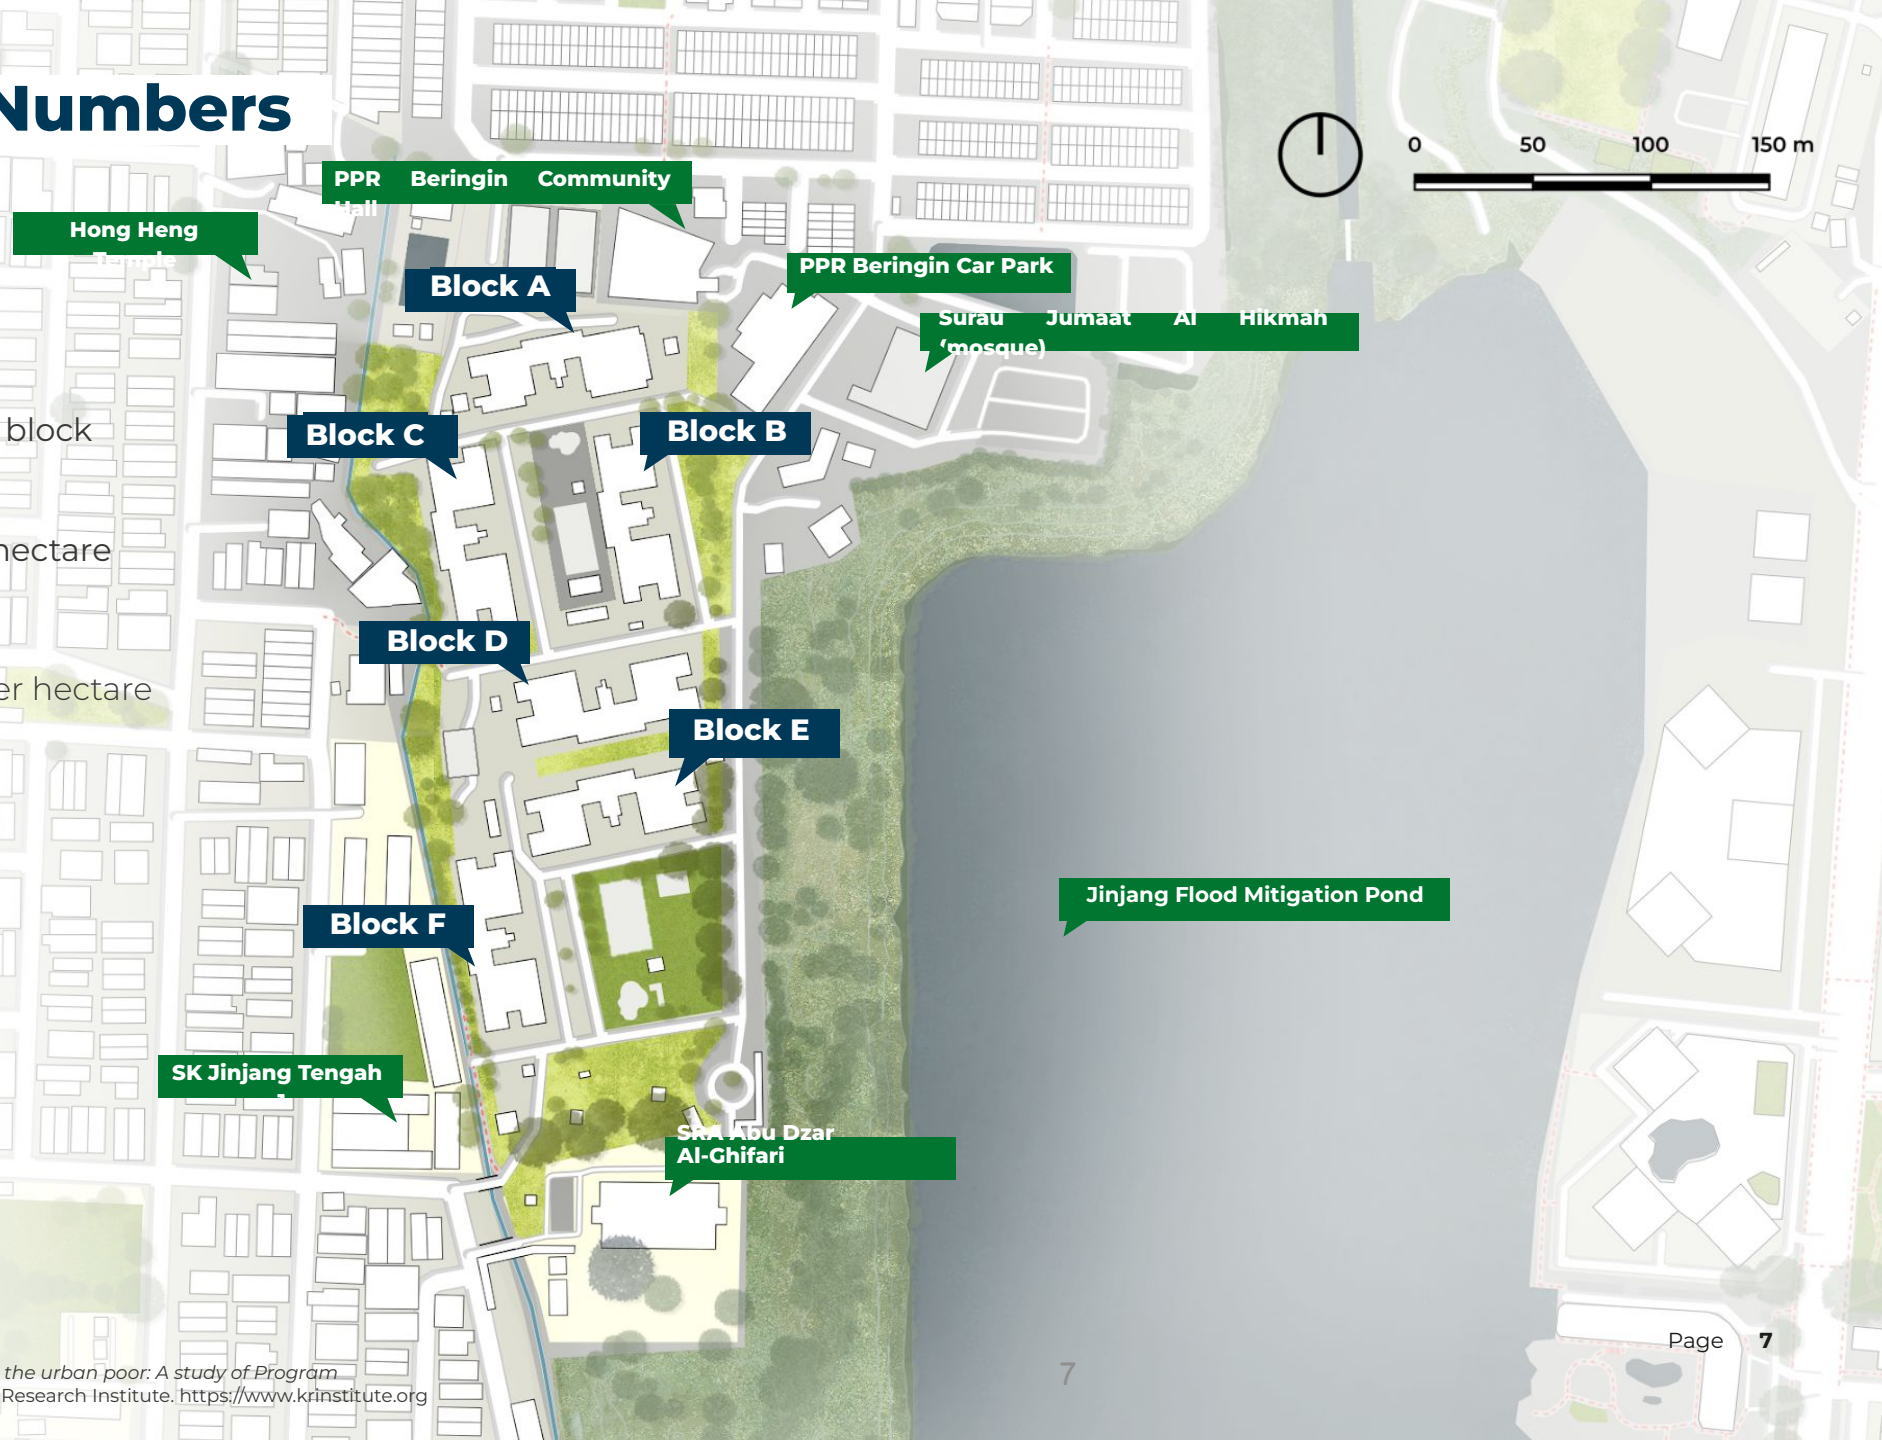 Numbers
0 50 100 150 m
PPR Beringin Community
Hall
Hong Heng
Temple
PPR Beringin Car Park
Block A
Surau Jumaat Al Hikmah
(mosque)
block
Block C
Block B
hectare
Block D
er hectare
Block E
Jinjang Flood Mitigation Pond
Block F
SK Jinjang Tengah
SRA Abu Dzar
Al-Ghifari
Page 7
the urban poor: A study of Program
Research Institute. https://www.krinstitute.org
7